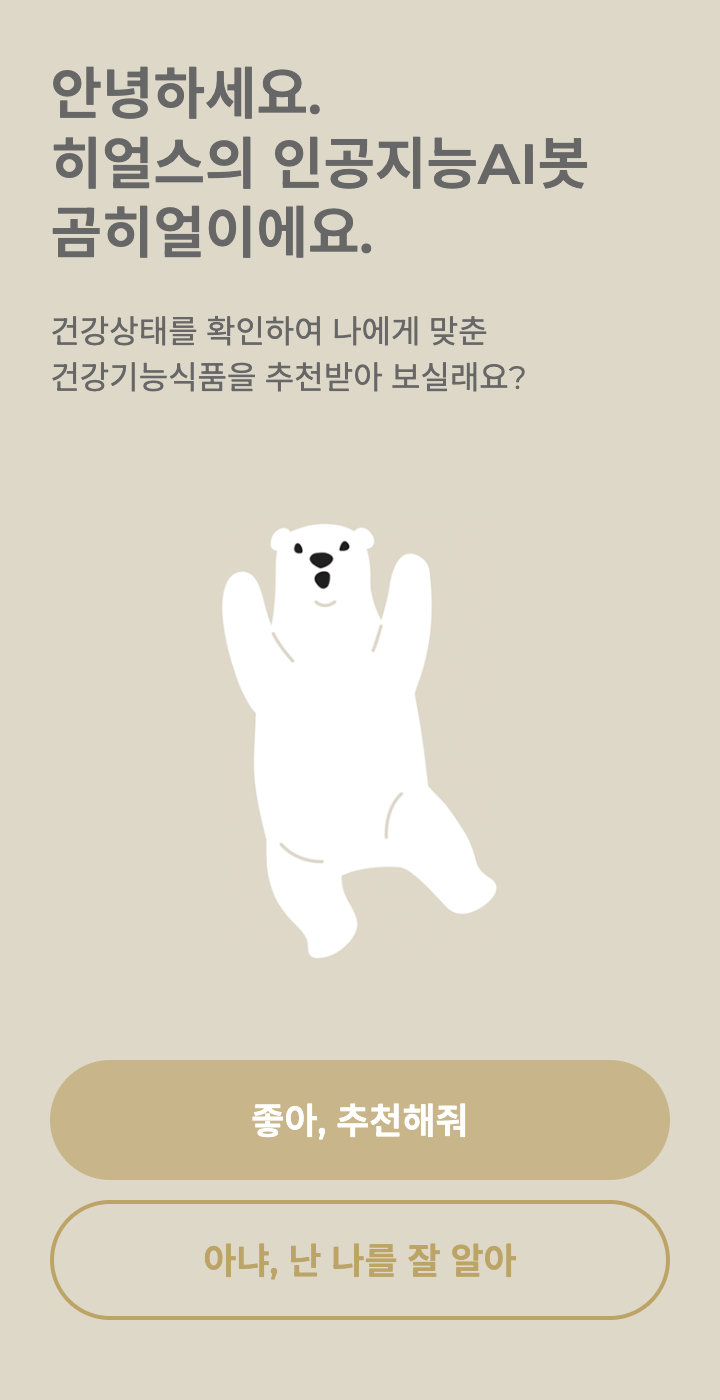 안녕하세요.
히얼스의 인공지능AI봇
곰히얼이에요.
건강상태를 확인하여 나에게 맞춘
건강기능식품을 추천받아 보실래요?
좋아, 추천해줘
아냐, 난 나를 잘 알아